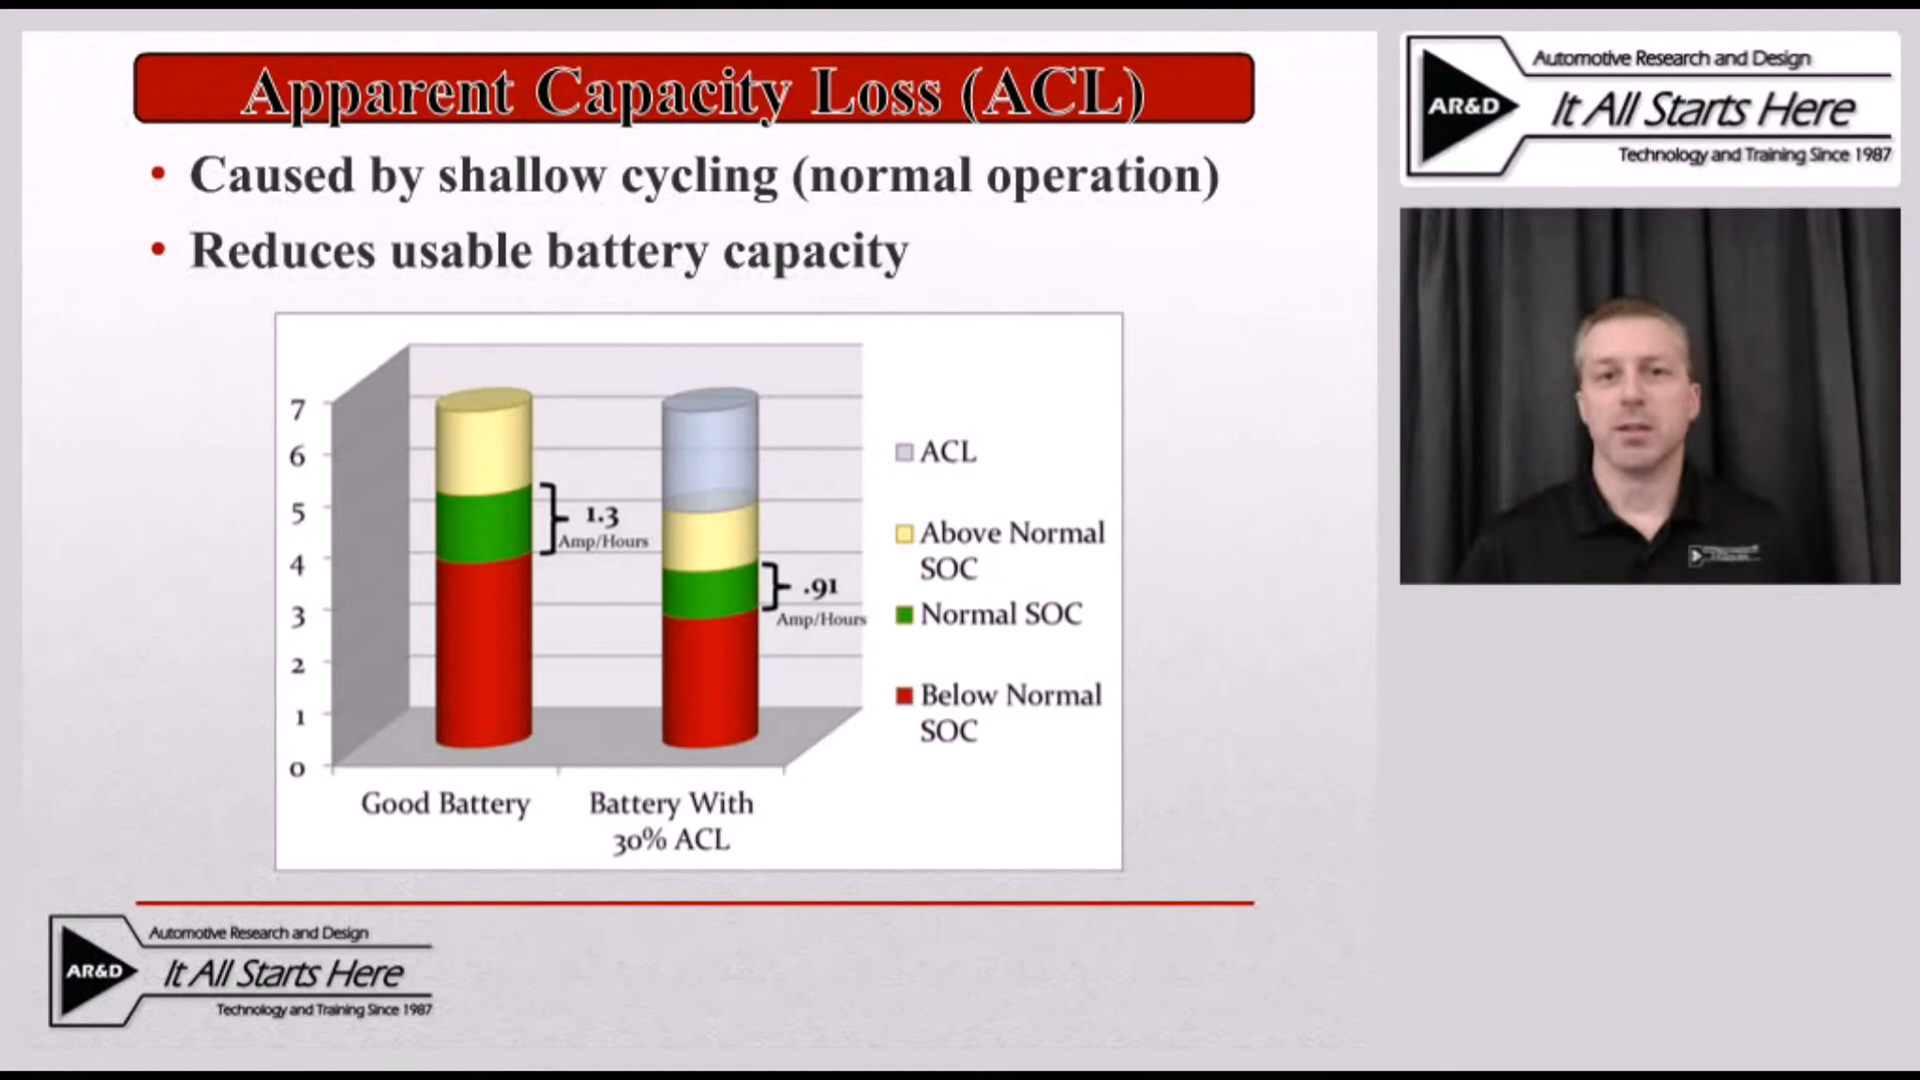 Apparent Capacity Loss (ACL)
• Caused by shallow cycling (normal operation)
• Reduces usable battery capacity
7
6
5
4
3
2
1
0
1.3
Amp/Hours
.91
Amp/Hours
Good Battery
Battery With
30% ACL
ACL
Above Normal
SOC
Normal SOC
Below Normal
SOC
AR&D
Automotive Research and Design
It All Starts Here
Technology and Training Since 1987
AR&D
Automotive Research and Design
It All Starts Here
Technology and Training Since 1987